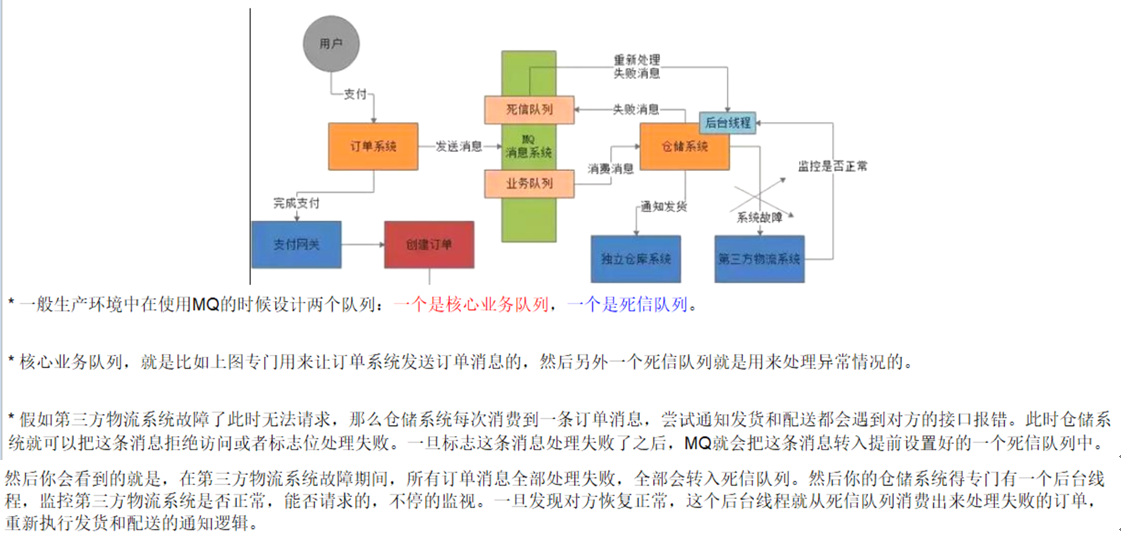 用户
支付
订单系统
发送消息
完成支付
支付网关
创建订单
死信队列
MQ
消息系统
业务队列
重新处理
失败消息
失败消息
后台线程
消费消息
仓储系统
监控是否正常
通知发货
系统故障
独立仓库系统
第三方物流系统
* 一般生产环境中在使用MQ的时候设计两个队列：一个是核心业务队列，一个是死信队列。
* 核心业务队列，就是比如上图专门用来让订单系统发送订单消息的，然后另外一个死信队列就是用来处理异常情况的。
* 假如第三方物流系统故障了此时无法请求，那么仓储系统每次消费到一条订单消息，尝试通知发货和配送都会遇到对方的接口报错。此时仓储系
统就可以把这条消息拒绝访问或者标志位处理失败。一旦标志这条消息处理失败了之后，MQ就会把这条消息转入提前设置好的一个死信队列中。
然后你会看到的就是，在第三方物流系统故障期间，所有订单消息全部处理失败，全部会转入死信队列。然后你的仓储系统得专门有一个后台线
程，监控第三方物流系统是否正常，能否请求的，不停的监视。一旦发现对方恢复正常，这个后台线程就从死信队列消费出来处理失败的订单，
重新执行发货和配送的通知逻辑。